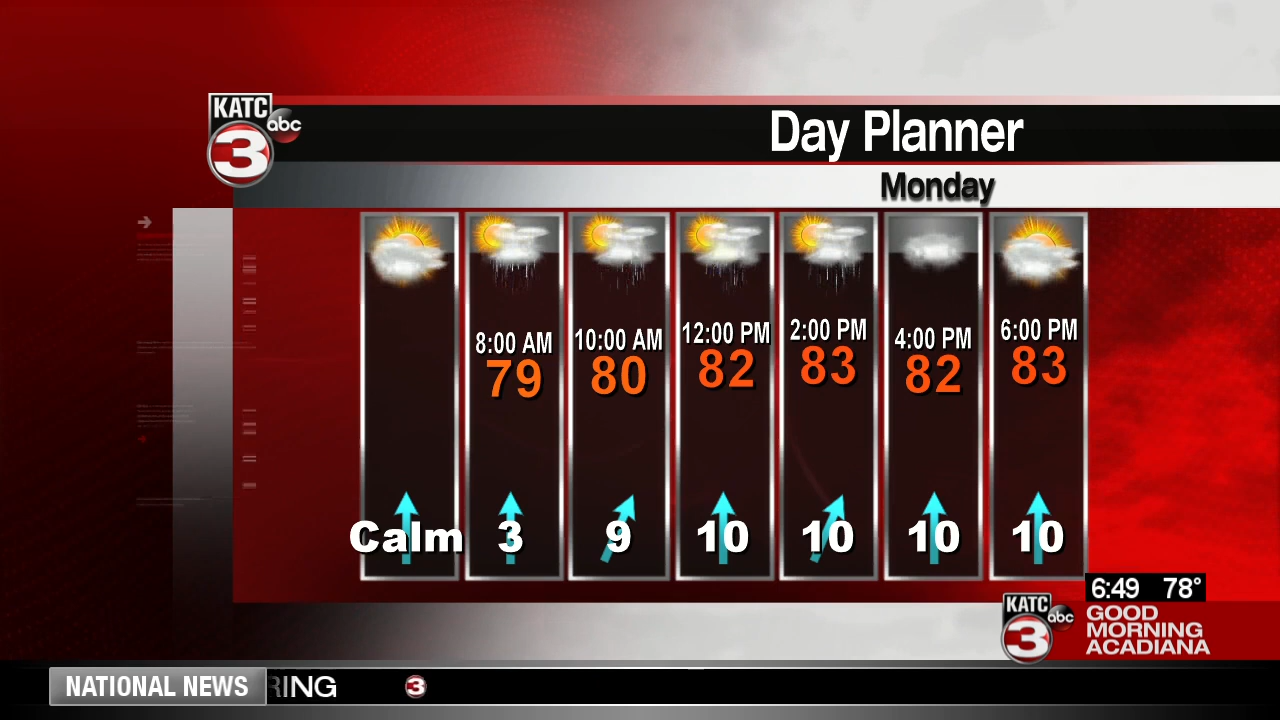 KATC
abc
3
Day Planner
Monday
8:00 AM
79
10:00 AM
80
12:00 PM
82
2:00 PM
83
4:00 PM
82
6:00 PM
83
Calm
3
9
10
10
10
10
6:49 78°
KATC
abc
3
GOOD
MORNING
ACADIANA
NATIONAL NEWS
RING
3